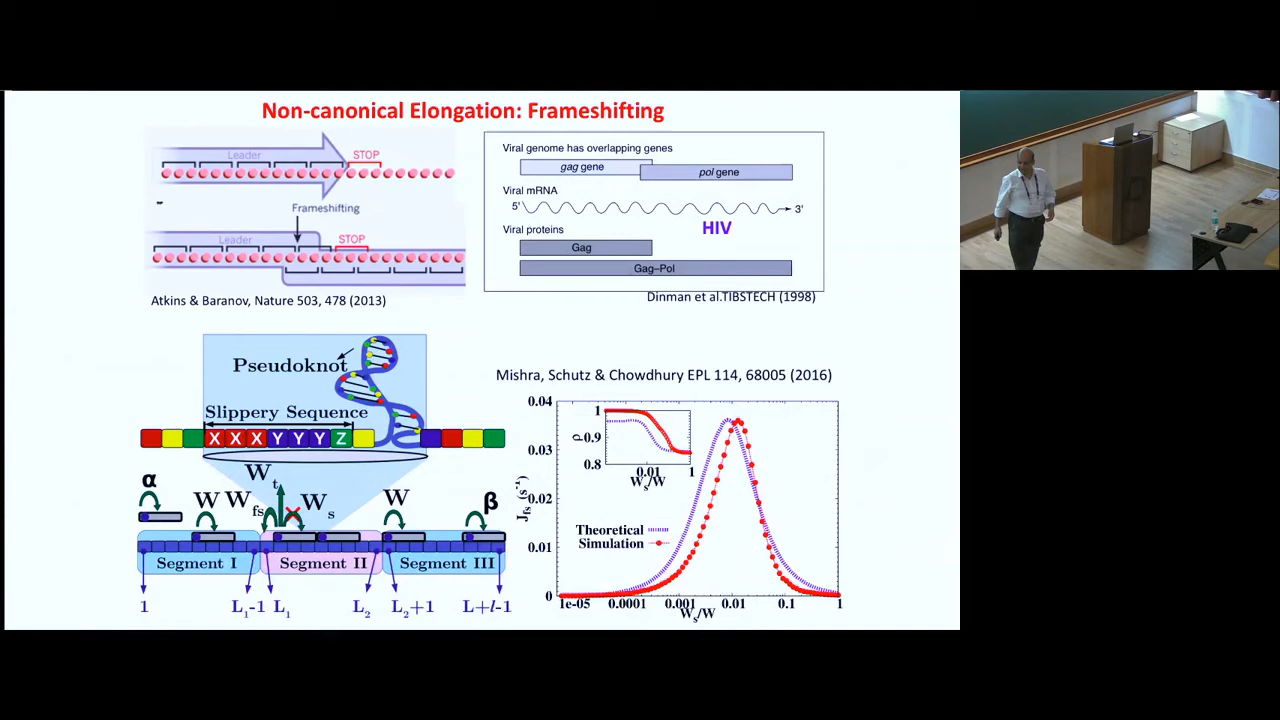 Non-canonical Elongation: Frameshifting
Leader
STOP
Frameshifting
Leader
STOP
Atkins & Baranov, Nature 503, 478 (2013)
Viral genome has overlapping genes
gag gene
pol gene
Viral mRNA
5'
3'
HIV
Viral proteins
Gag
Gag–Pol
Dinman et al.TIBSTECH (1998)
Pseudoknot
Slippery Sequence
X X X Y Y Y Z
α
W W fs
W t
W s
W
β
Segment I
Segment II
Segment III
1
L₁-1
L₁
L₂
L₂+1
L+l-1
Mishra, Schutz & Chowdhury EPL 114, 68005 (2016)
0.04
0.03
0.02
0.01
0
J fs (s⁻¹)
1
0.9
0.8
ρ
0.01
1
W s/W
Theoretical
Simulation
1e-05
0.0001
0.001
0.01
0.1
1
W s/W